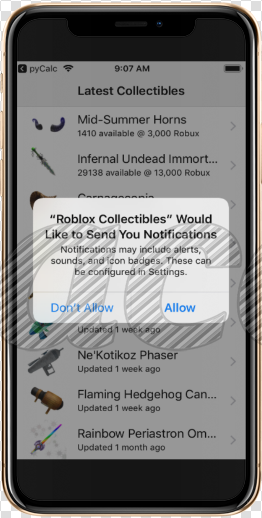 pyCalc
9:07 AM
Latest Collectibles
Mid-Summer Horns
1410 available @ 3,000 Robux
Infernal Undead Immort...
29138 available @ 13,000 Robux
“Roblox Collectibles” Would
Like to Send You Notifications
Notifications may include alerts,
sounds, and icon badges. These can
be configured in Settings.
Don’t Allow
Allow
Updated 1 week ago
Ne'Kotikoz Phaser
Updated 1 week ago
Flaming Hedgehog Can...
Updated 1 week ago
Rainbow Periastron Om...
Updated 1 month ago